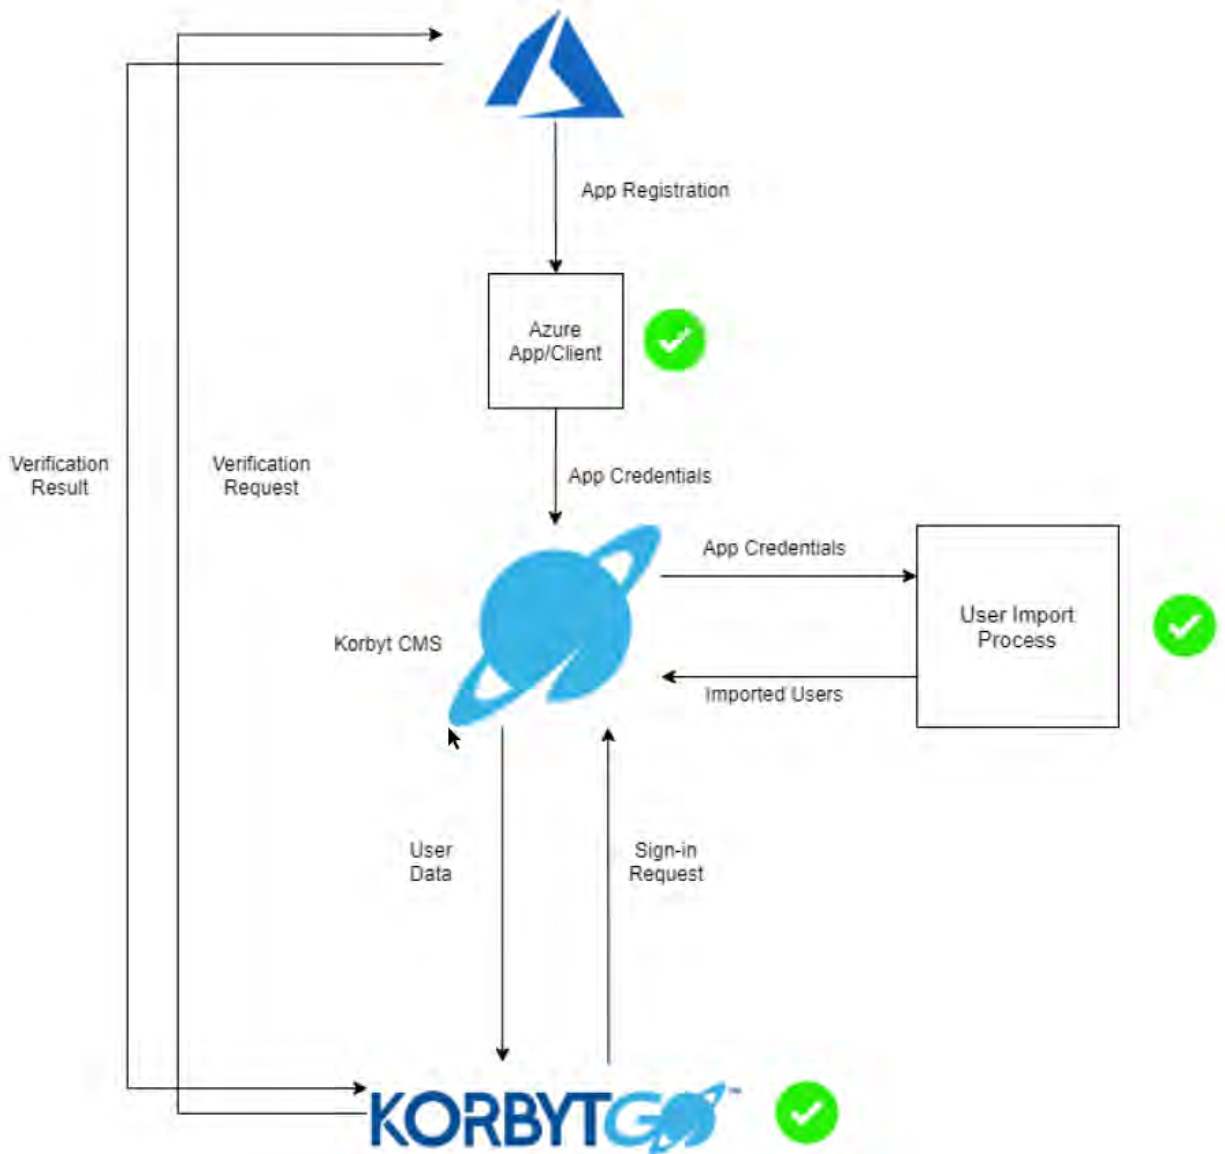 App Registration
Azure
App/Client
App Credentials
Verification
Result
Verification
Request
App Credentials
User Import
Process
Korbyt CMS
Imported Users
User
Data
Sign-in
Request
KORBYTGO™